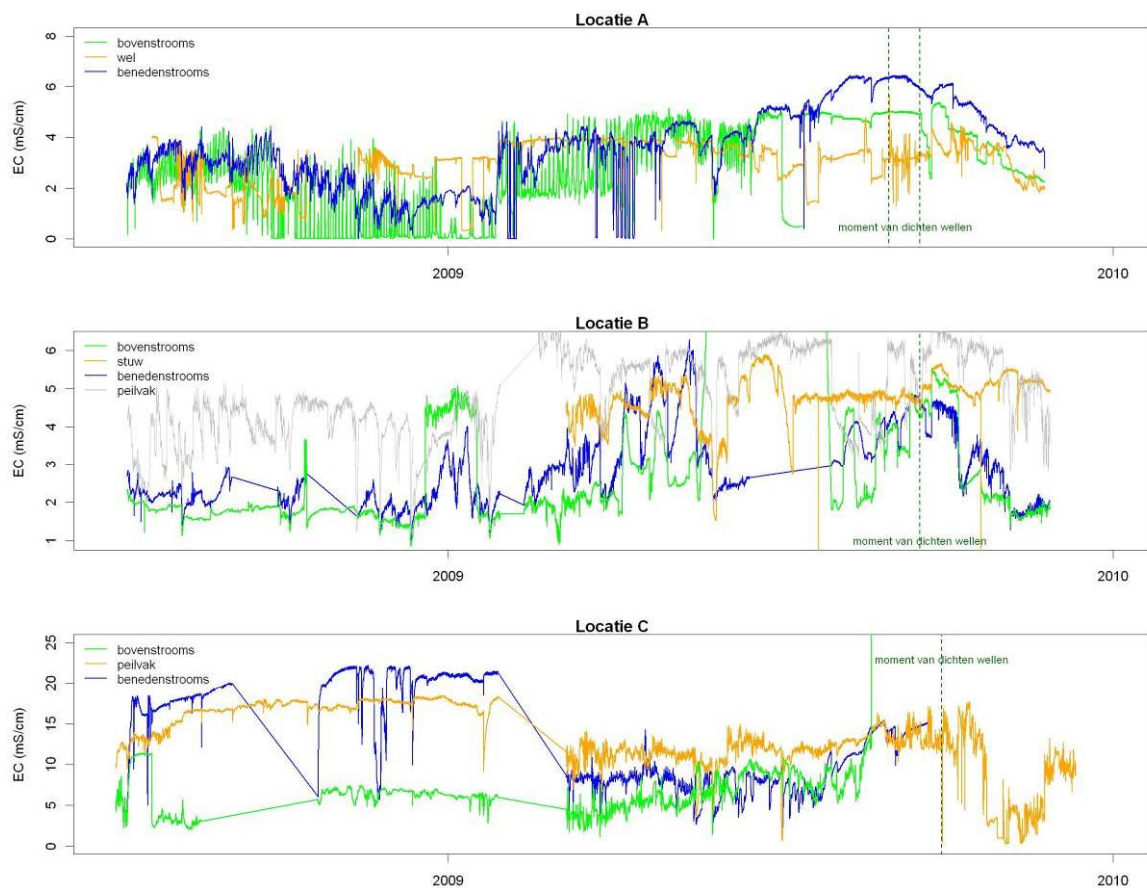 Locatie A
EC (mS/cm)
8
6
4
2
0
bovenstrooms
wel
benedenstrooms
moment van dichten wellen
2009
2010
Locatie B
EC (mS/cm)
6
5
4
3
2
1
bovenstrooms
stuw
benedenstrooms
peilvak
moment van dichten wellen
2009
2010
Locatie C
EC (mS/cm)
25
20
15
10
5
0
bovenstrooms
peilvak
benedenstrooms
moment van dichten wellen
2009
2010